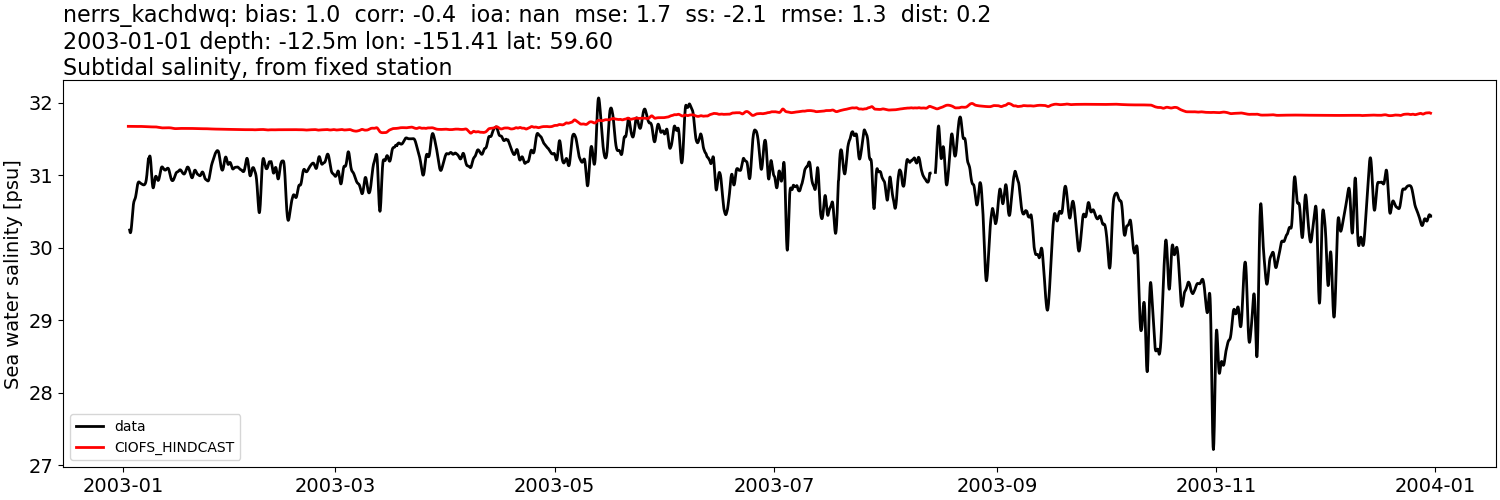 nerrs_kachdwq: bias: 1.0  corr: -0.4  ioa: nan  mse: 1.7  ss: -2.1  rmse: 1.3  dist: 0.2
2003-01-01 depth: -12.5m lon: -151.41 lat: 59.60
Subtidal salinity, from fixed station
Sea water salinity [psu]
32
31
30
29
28
27
data
CIOFS_HINDCAST
2003-01
2003-03
2003-05
2003-07
2003-09
2003-11
2004-01